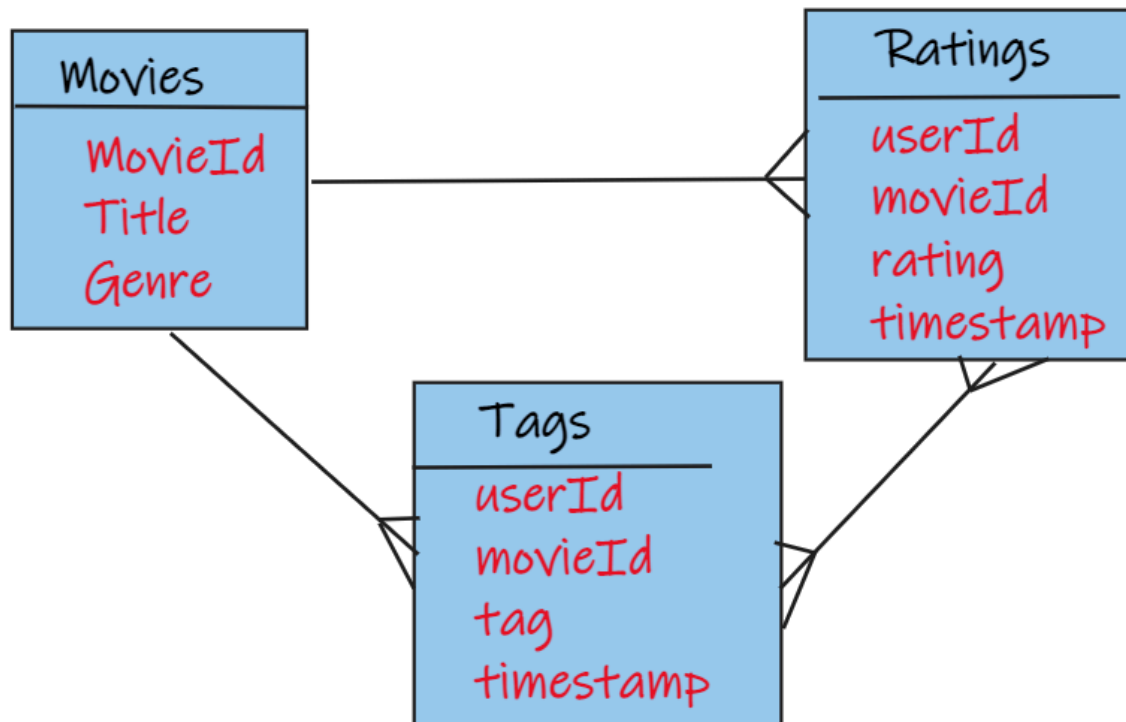 Movies
MovieId
Title
Genre
Ratings
userId
movieId
rating
timestamp
Tags
userId
movieId
tag
timestamp